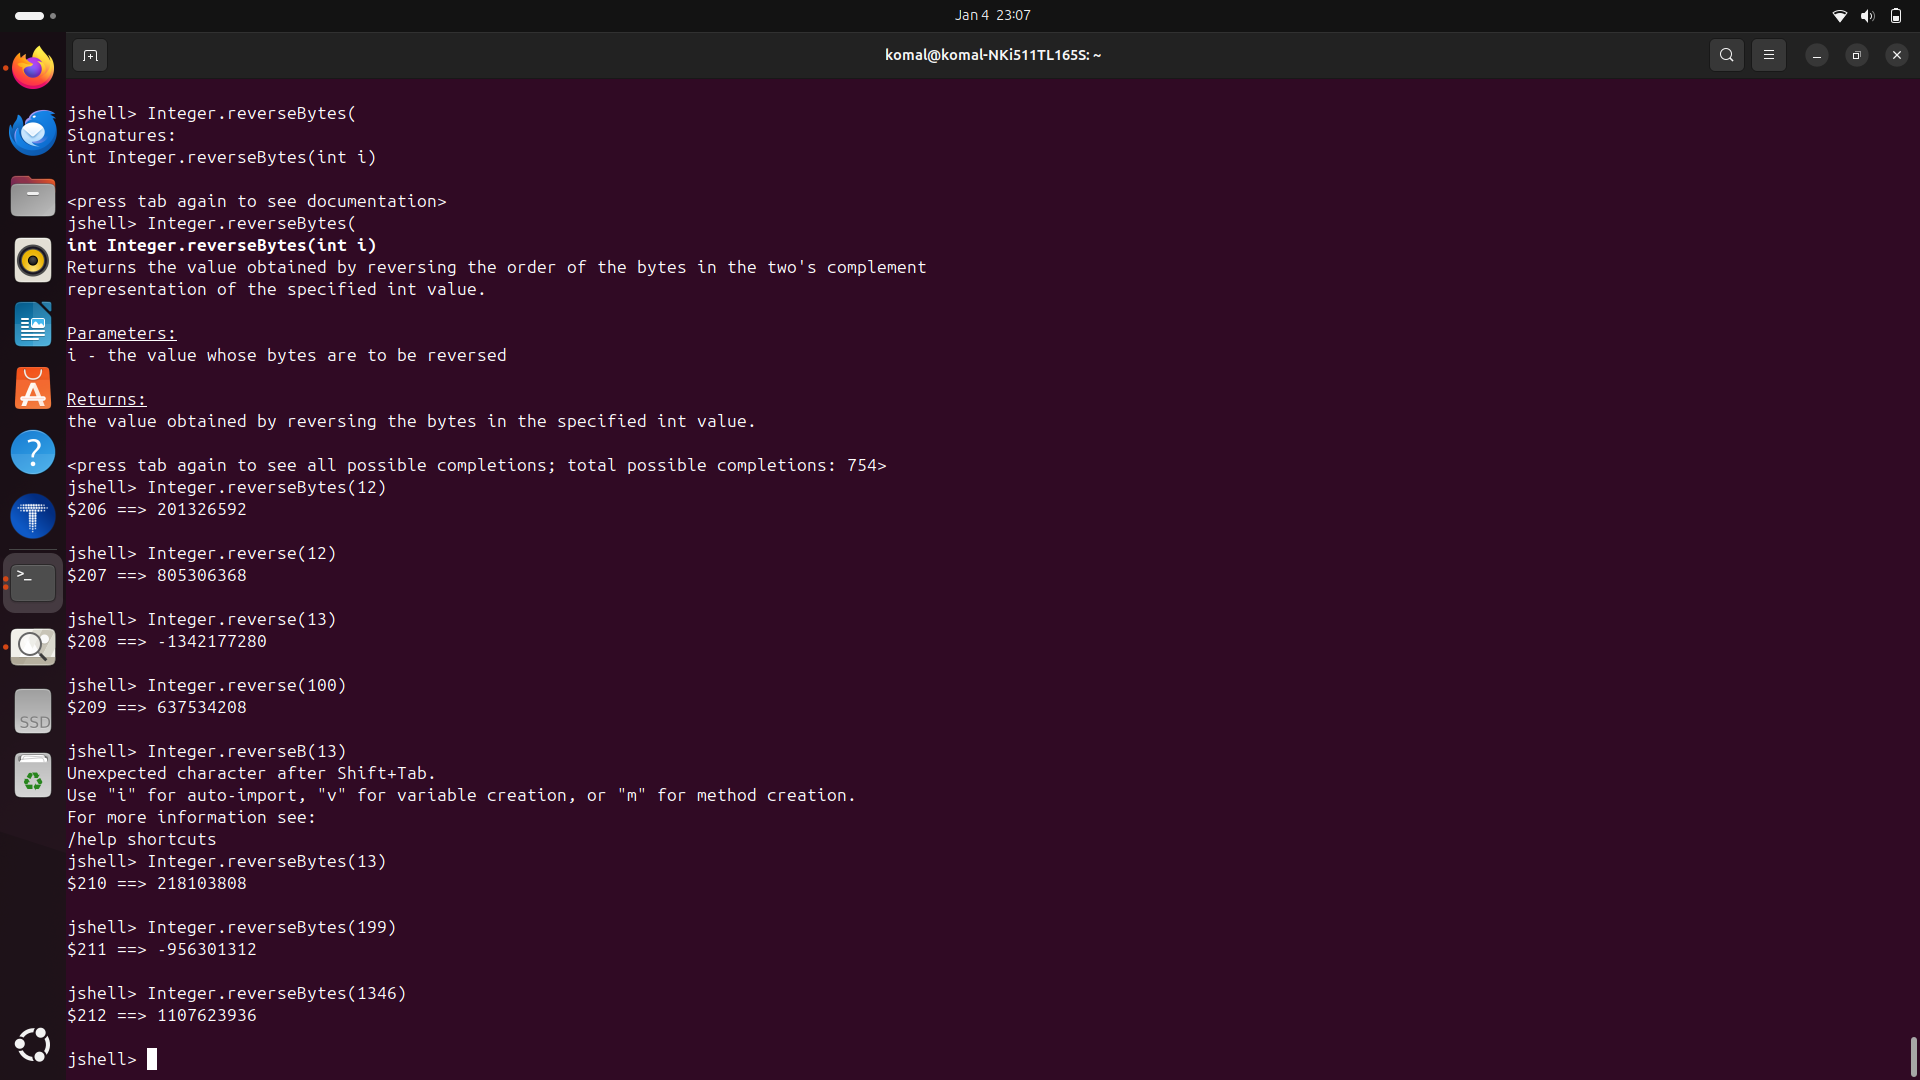 Jan 4 23:07
komal@komal-NKi511TL165S: ~
jshell> Integer.reverseBytes(
Signatures:
int Integer.reverseBytes(int i)
<press tab again to see documentation>
jshell> Integer.reverseBytes(
int Integer.reverseBytes(int i)
Returns the value obtained by reversing the order of the bytes in the two's complement
representation of the specified int value.
Parameters:
i - the value whose bytes are to be reversed
Returns:
the value obtained by reversing the bytes in the specified int value.
<press tab again to see all possible completions; total possible completions: 754>
jshell> Integer.reverseBytes(12)
$206 ==> 201326592
jshell> Integer.reverse(12)
$207 ==> 805306368
jshell> Integer.reverse(13)
$208 ==> -1342177280
jshell> Integer.reverse(100)
$209 ==> 637534208
jshell> Integer.reverseB(13)
Unexpected character after Shift+Tab.
Use "i" for auto-import, "v" for variable creation, or "m" for method creation.
For more information see:
/help shortcuts
jshell> Integer.reverseBytes(13)
$210 ==> 218103808
jshell> Integer.reverseBytes(199)
$211 ==> -956301312
jshell> Integer.reverseBytes(1346)
$212 ==> 1107623936
jshell>
SSD